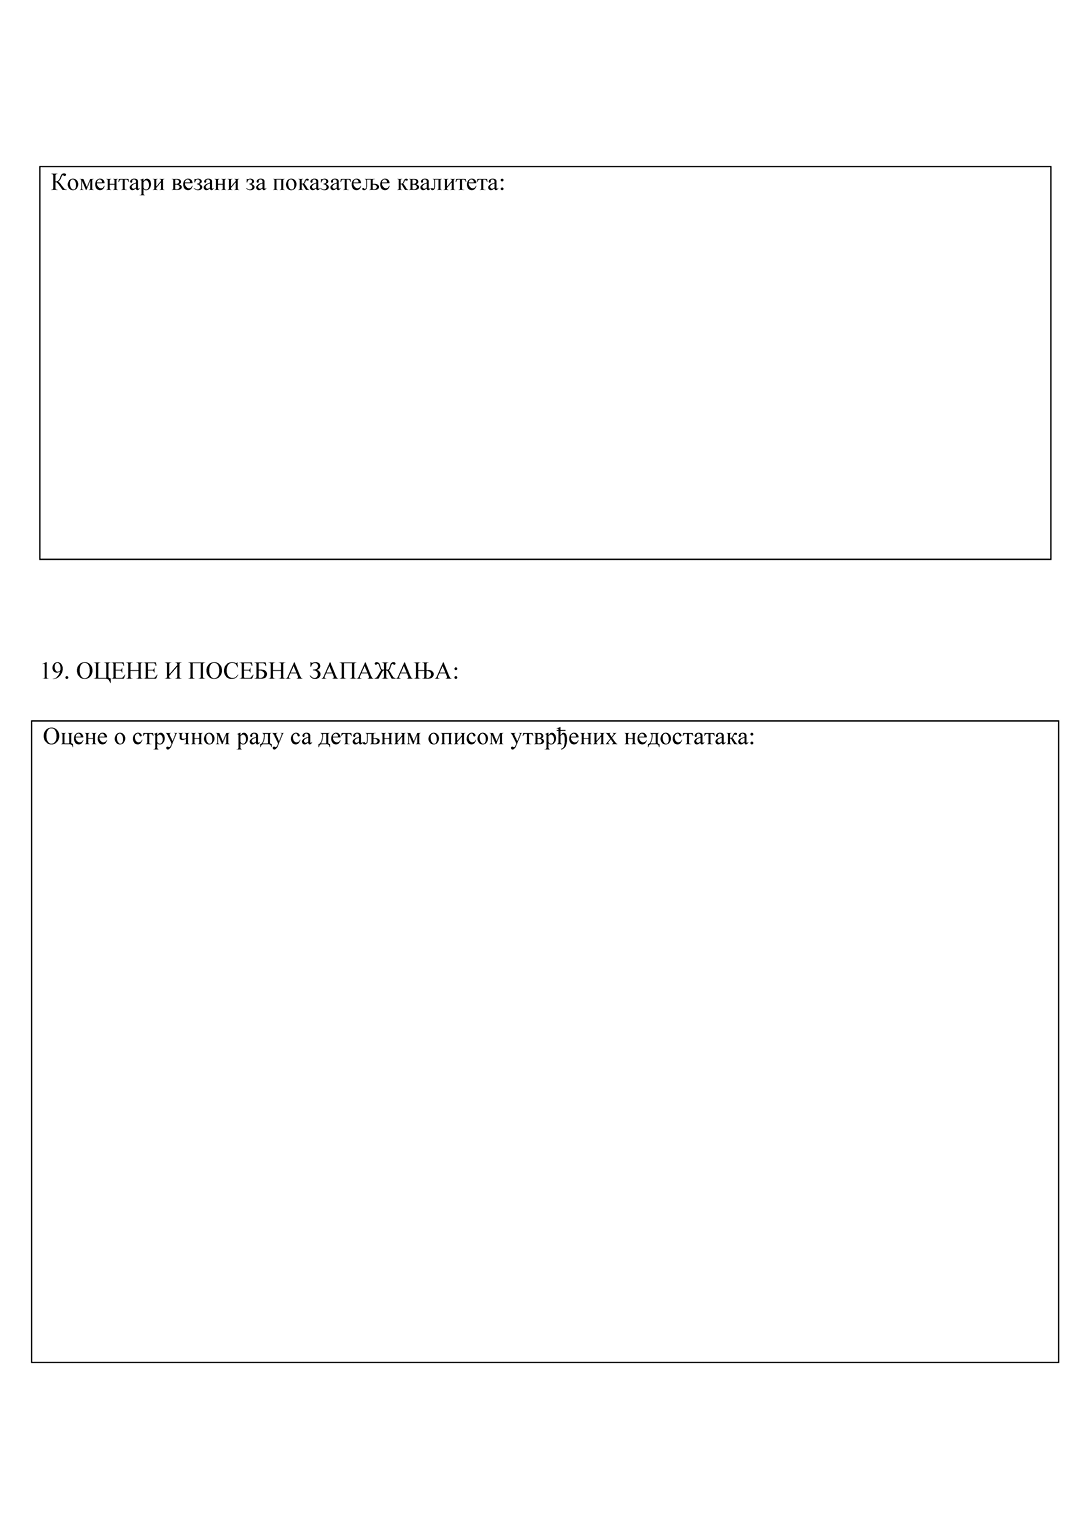 Коментари везани за показатеље квалитета:
19. ОЦЕНЕ И ПОСЕБНА ЗАПАЖАЊА:
Оцене о стручном раду са детаљним описом утврђених недостатака: